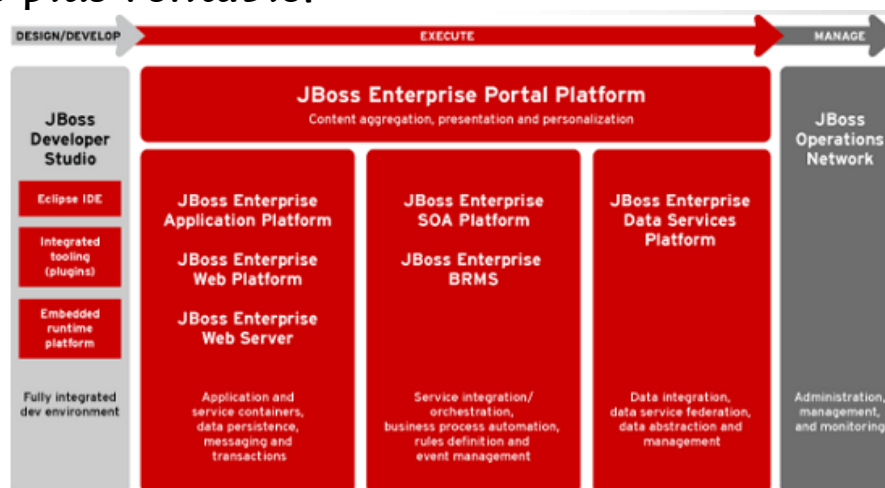 plus rentable.
DESIGN/DEVELOP
EXECUTE
MANAGE
JBoss
Developer
Studio
Eclipse IDE
Integrated
tooling
(plugins)
Embedded
runtime
platform
Fully integrated
dev environment
JBoss Enterprise Portal Platform
Content aggregation, presentation and personalization
JBoss Enterprise
Application Platform
JBoss Enterprise
Web Platform
JBoss Enterprise
Web Server
Application and
service containers,
data persistence,
messaging and
transactions
JBoss Enterprise
SOA Platform
JBoss Enterprise
BRMS
Service integration/
orchestration,
business process automation,
rules definition and
event management
JBoss Enterprise
Data Services
Platform
Data integration,
data service federation,
data abstraction and
management
JBoss
Operations
Network
Administration,
management,
and monitoring